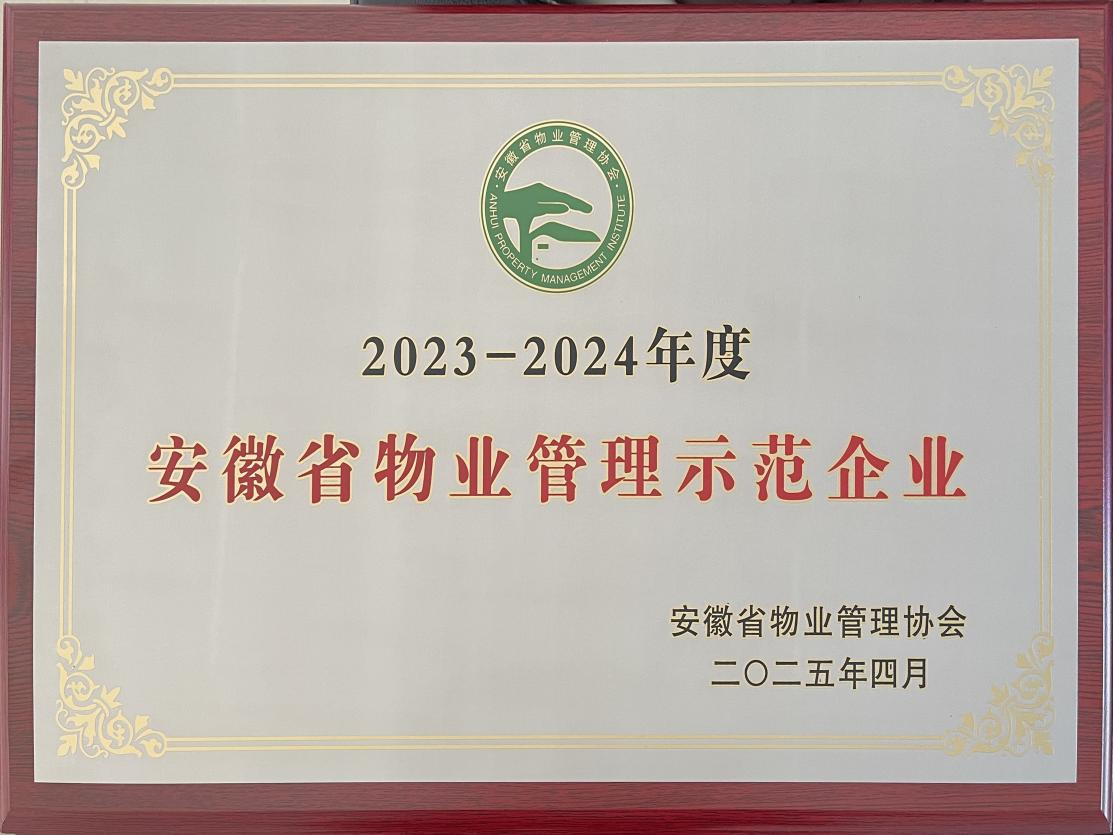 ·安徽省物业管理协会·
ANHUI PROPERTY MANAGEMENT INSTITUTE
2023-2024年度
安徽省物业管理示范企业
安徽省物业管理协会
二〇二五年四月